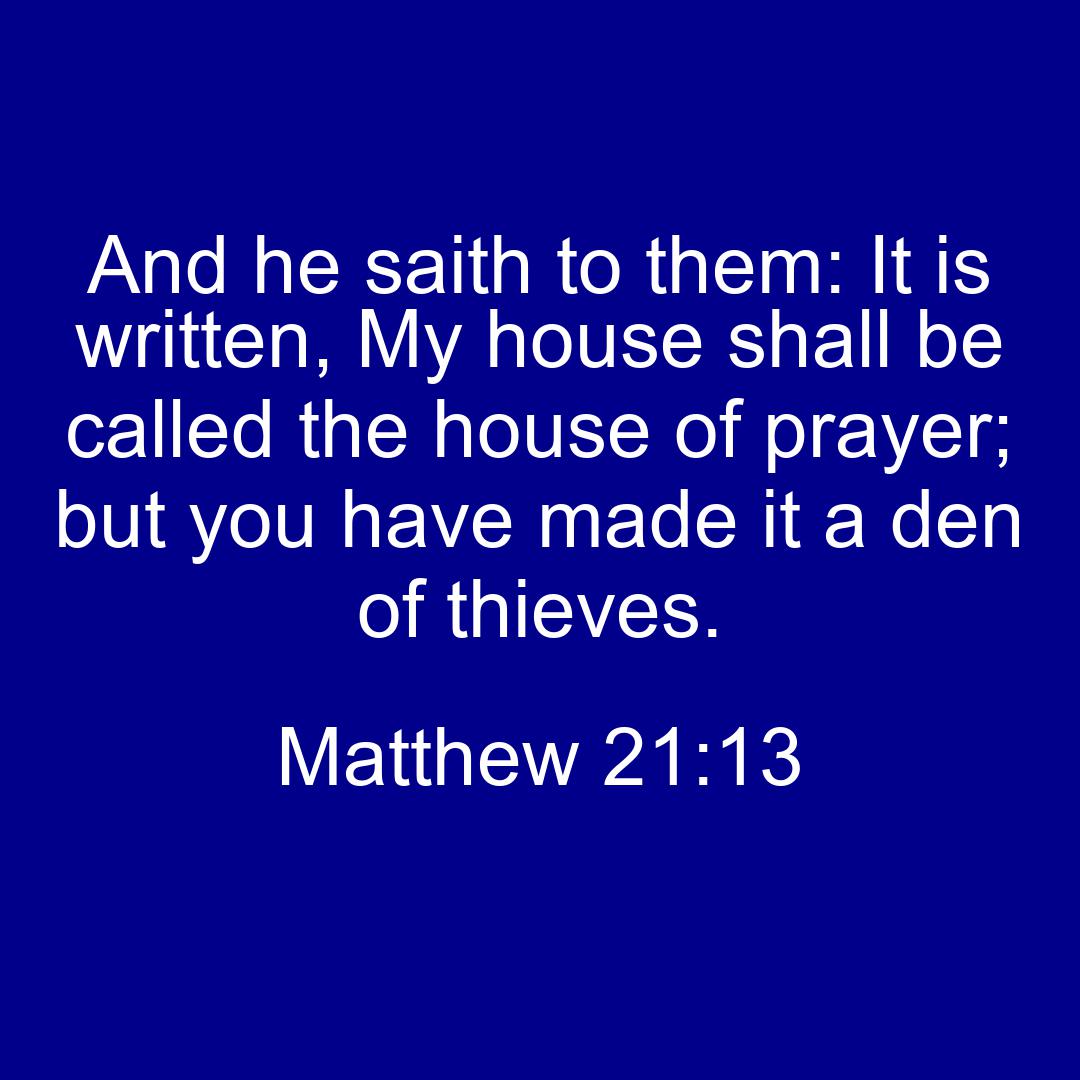 And he saith to them: It is
written, My house shall be
called the house of prayer;
but you have made it a den
of thieves.
Matthew 21:13